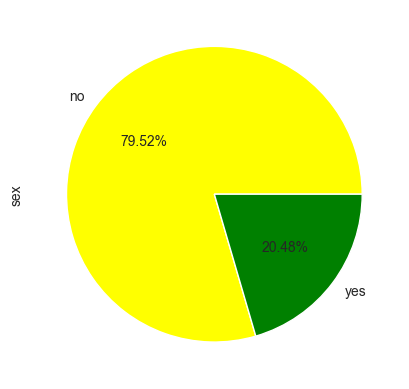 no
79.52%
sex
20.48%
yes